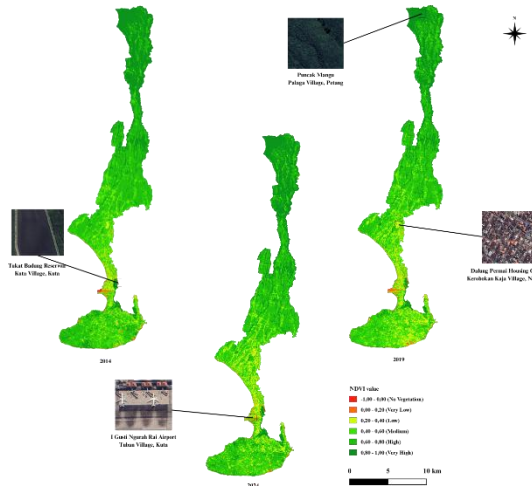 N
Puncak Mangu
Pelaga Village, Petang
Tukad Badung Reservoir
Kuta Village, Kuta
Dalung Permai Housing
Kerobokan Kaja Village, N
2014
2019
I Gusti Ngurah Rai Airport
Tuban Village, Kuta
2024
NDVI value
-1,00 - 0,00 (No Vegetation)
0,00 - 0,20 (Very Low)
0,20 - 0,40 (Low)
0,40 - 0,60 (Medium)
0,60 - 0,80 (High)
0,80 - 1,00 (Very High)
0 5 10 km